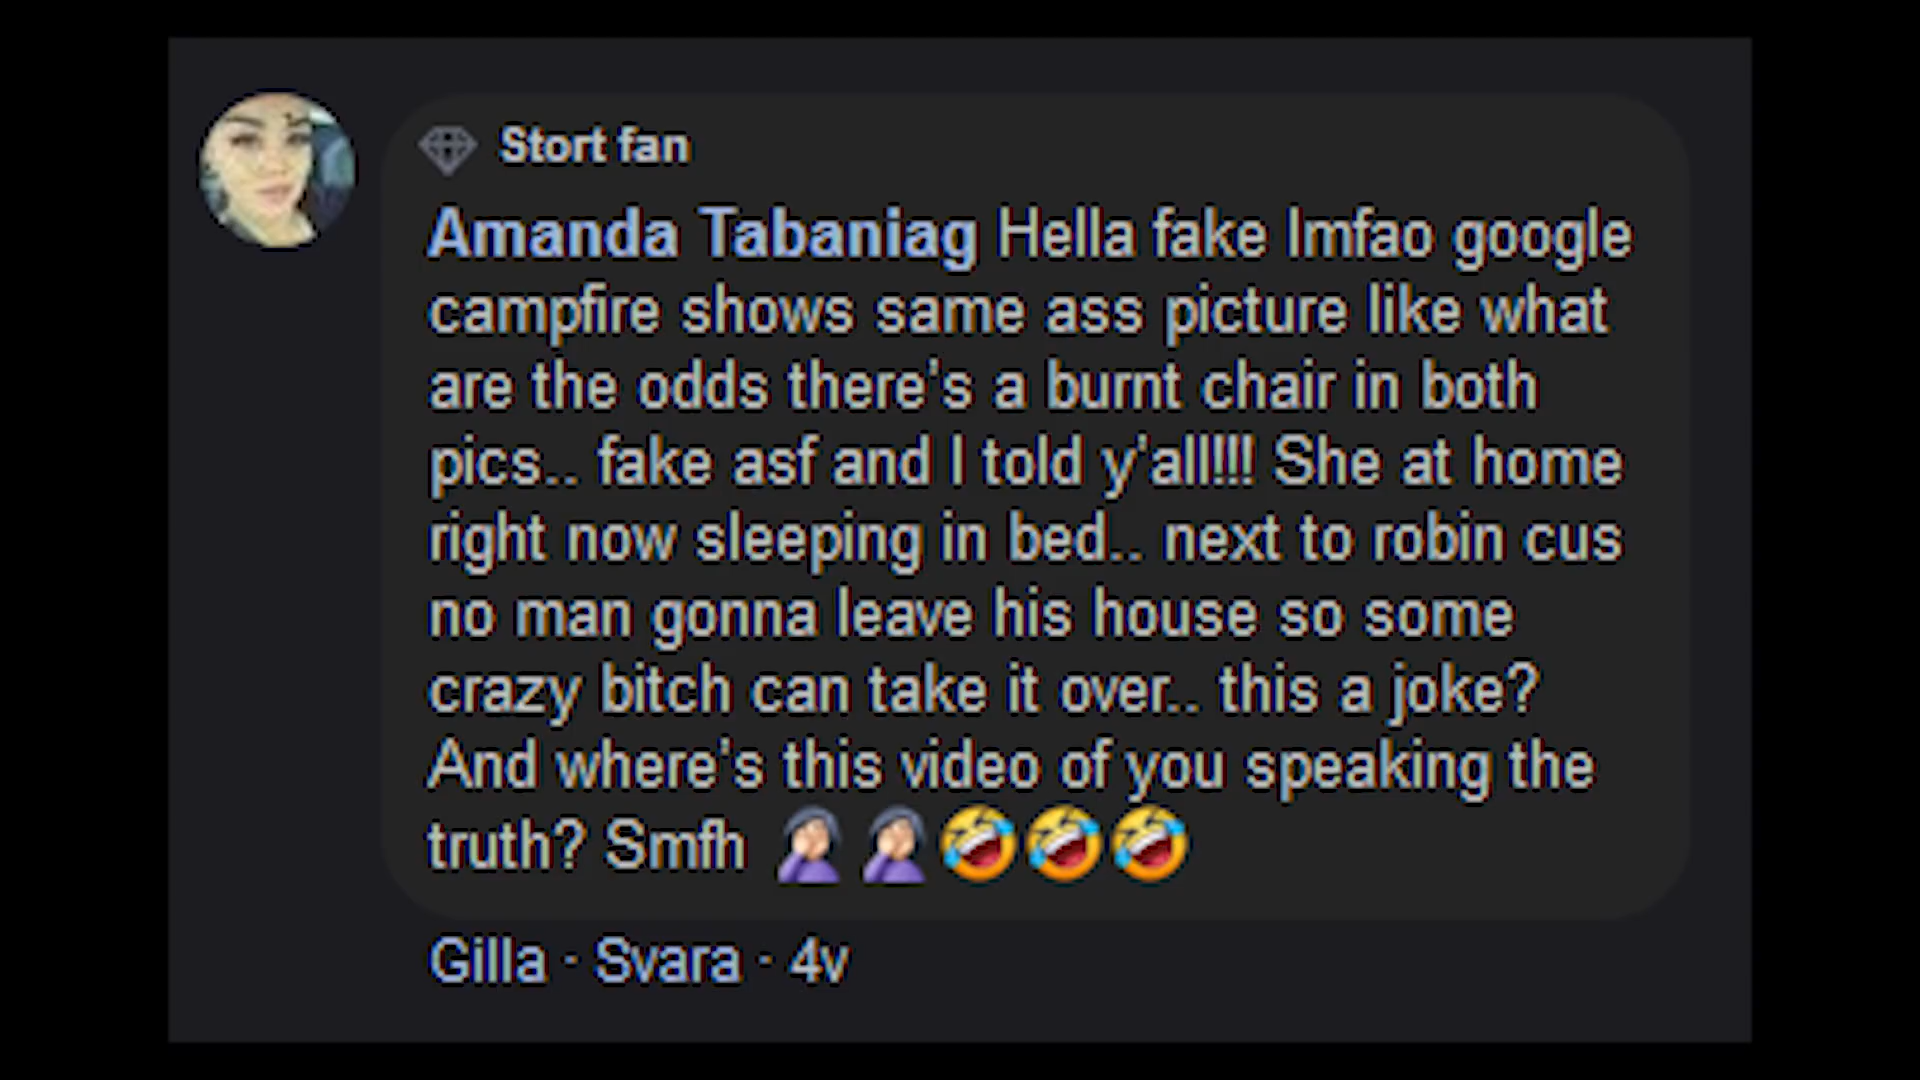 Stort fan
Amanda Tabaniag Hella fake lmfao google
campfire shows same ass picture like what
are the odds there's a burnt chair in both
pics.. fake asf and I told y'all!!! She at home
right now sleeping in bed.. next to robin cus
no man gonna leave his house so some
crazy bitch can take it over.. this a joke?
And where's this video of you speaking the
truth? Smfh 🤦🏻‍♀️🤦🏻‍♀️🤣🤣🤣
Gilla · Svara · 4v